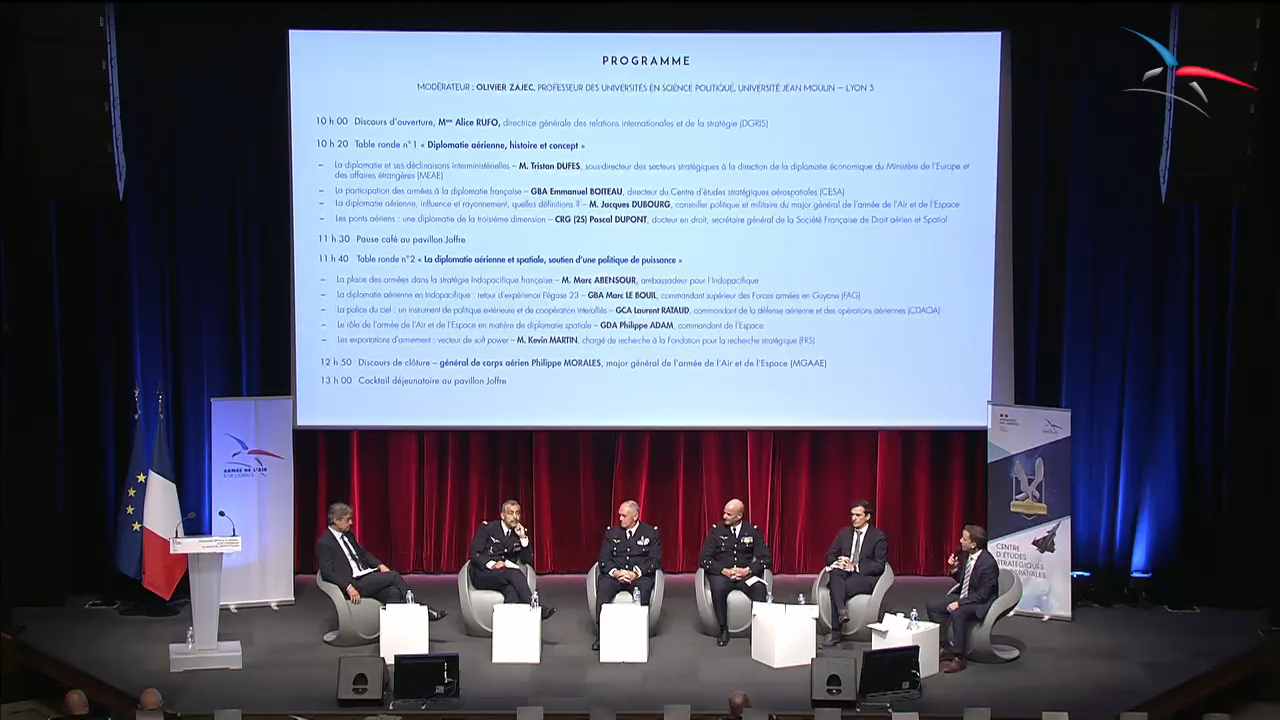 PROGRAMME
MODÉRATEUR : OLIVIER ZAJEC, PROFESSEUR DES UNIVERSITÉS EN SCIENCE POLITIQUE, UNIVERSITÉ JEAN MOULIN – LYON 3
10 h 00 Discours d'ouverture, Mme Alice RUFO, directrice générale des relations internationales et de la stratégie (DGRIS)
10 h 20 Table ronde n°1 « Diplomatie aérienne, histoire et concept »
– La diplomatie et ses déclinaisons interministérielles – M. Tristan DUFES, sous-directeur des secteurs stratégiques à la direction de la diplomatie économique du Ministère de l'Europe et
des affaires étrangères (MEAE)
– La participation des armées à la diplomatie française – GBA Emmanuel BOITEAU, directeur du Centre d'études stratégiques aérospatiales (CESA)
– La diplomatie aérienne, influence et rayonnement, quelles définitions ? – M. Jacques DUBOURG, conseiller politique et militaire du major général de l'armée de l'Air et de l'Espace
– Les ponts aériens : une diplomatie de la troisième dimension – CRG (2S) Pascal DUPONT, docteur en droit, secrétaire général de la Société Française de Droit aérien et Spatial
11 h 30 Pause café au pavillon Joffre
11 h 40 Table ronde n°2 « La diplomatie aérienne et spatiale, soutien d'une politique de puissance »
– La place des armées dans la stratégie Indopacifique française – M. Marc ABENSOUR, ambassadeur pour l'Indopacifique
– La diplomatie aérienne en Indopacifique : retour d'expérience Pégase 23 – GBA Marc LE BOUIL, commandant supérieur des Forces armées en Guyane (FAG)
– La police du ciel : un instrument de politique extérieure et de coopération interalliés – GCA Laurent RATAUD, commandant de la défense aérienne et des opérations aériennes (CDAOA)
– Le rôle de l'armée de l'Air et de l'Espace en matière de diplomatie spatiale – GDA Philippe ADAM, commandant de l'Espace
– Les exportations d'armement : vecteur de soft power – M. Kevin MARTIN, chargé de recherche à la Fondation pour la recherche stratégique (FRS)
12 h 50 Discours de clôture – général de corps aérien Philippe MORALES, major général de l'armée de l'Air et de l'Espace (MGAAE)
13 h 00 Cocktail déjeunatoire au pavillon Joffre
ARMÉE DE L'AIR
& DE L'ESPACE
CENTRE
D'ÉTUDES
STRATÉGIQUES